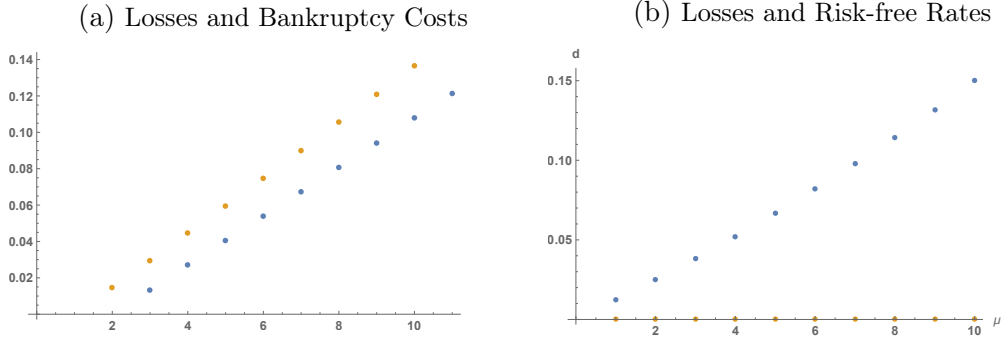 (a) Losses and Bankruptcy Costs
0.14
0.12
0.10
0.08
0.06
0.04
0.02
2 4 6 8 10
(b) Losses and Risk-free Rates
d
0.15
0.10
0.05
2 4 6 8 10 μ